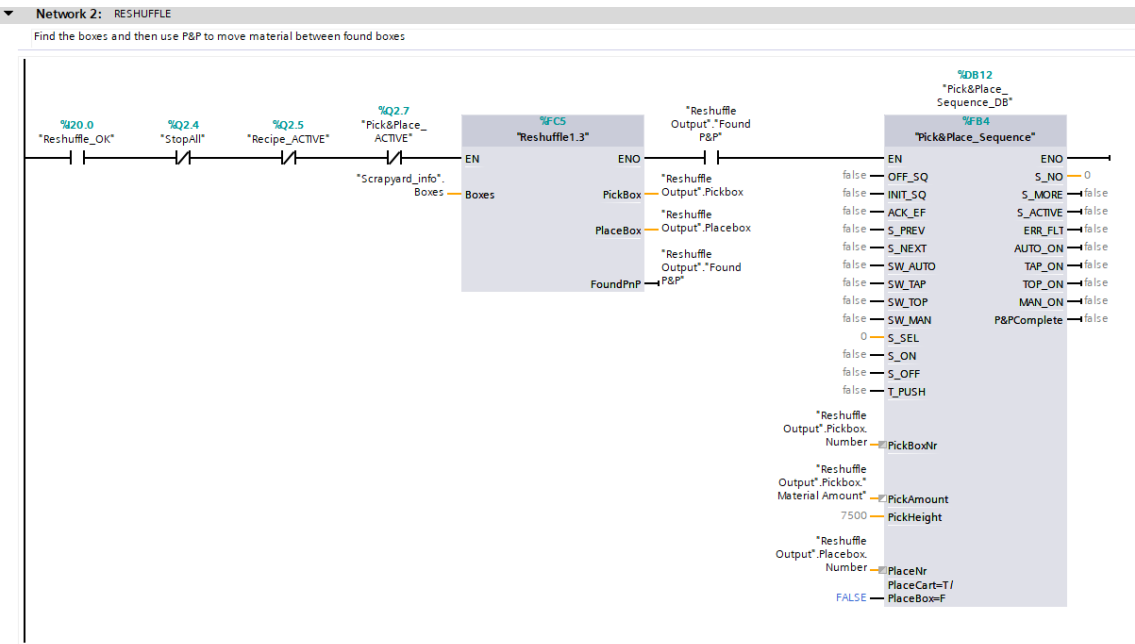 Network 2: RESHUFFLE
Find the boxes and then use P&P to move material between found boxes
%I20.0
"Reshuffle_OK"
%Q2.4
"StopAll"
%Q2.5
"Recipe_ACTIVE"
%Q2.7
"Pick&Place_
ACTIVE"
%FC5
"Reshuffle1.3"
EN
ENO
"Scrapyard_info".
Boxes
Boxes
PickBox
"Reshuffle
Output".Pickbox
PlaceBox
"Reshuffle
Output".Placebox
FoundPnP
"Reshuffle
Output"."Found
P&P"
"Reshuffle
Output"."Found
P&P"
%DB12
"Pick&Place_
Sequence_DB"
%FB4
"Pick&Place_Sequence"
EN
ENO
false OFF_SQ
S_NO 0
false INIT_SQ
S_MORE false
false ACK_EF
S_ACTIVE false
false S_PREV
ERR_FLT false
false S_NEXT
AUTO_ON false
false SW_AUTO
TAP_ON false
false SW_TAP
TOP_ON false
false SW_TOP
MAN_ON false
false SW_MAN
P&PComplete false
0 S_SEL
false S_ON
false S_OFF
false T_PUSH
"Reshuffle
Output".Pickbox.
Number
PickBoxNr
"Reshuffle
Output".Pickbox."
Material Amount"
PickAmount
7500 PickHeight
"Reshuffle
Output".Placebox.
Number
PlaceNr
PlaceCart=T/
FALSE PlaceBox=F